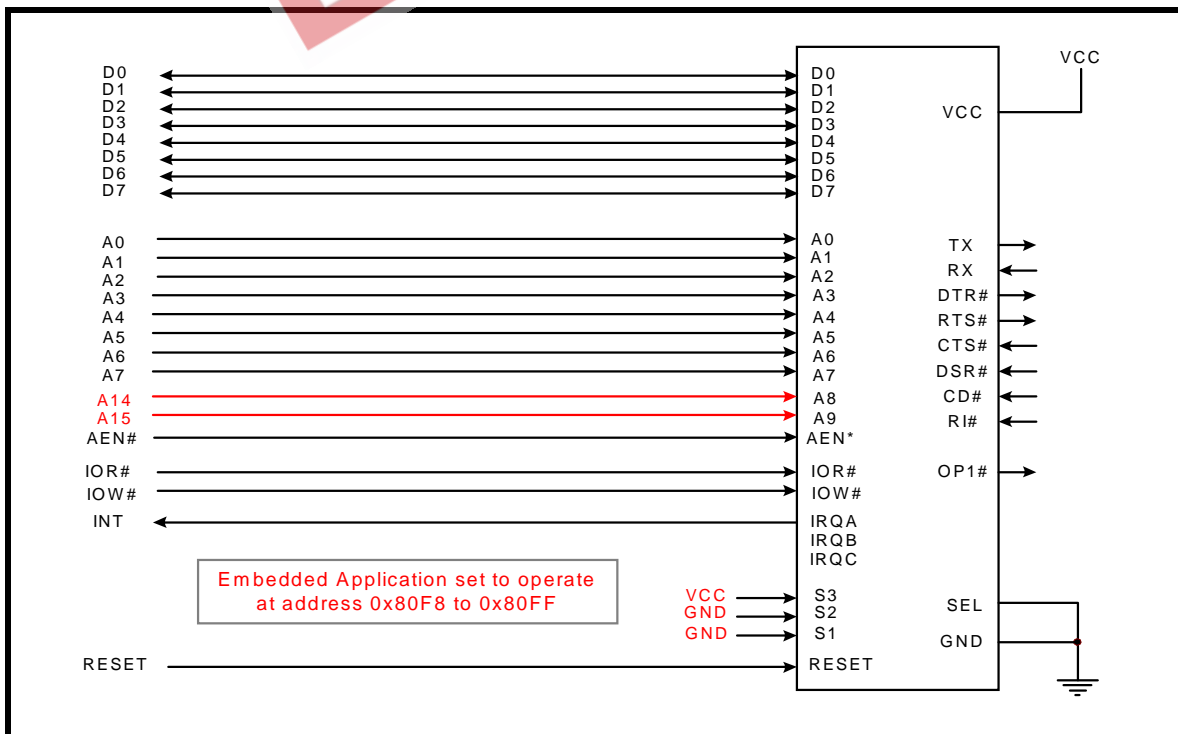 VCC
D0 D0
D1 D1
D2 D2
D3 D3
D4 D4
D5 D5
D6 D6
D7 D7
VCC
A0 A0 TX
A1 A1
A2 A2 RX
A3 A3 DTR#
A4 A4 RTS#
A5 A5 CTS#
A6 A6
A7 A7 DSR#
A14 A8 CD#
A15 A9 RI#
AEN# AEN*
IOR# IOR# OP1#
IOW# IOW#
INT IRQA
IRQB
IRQC
Embedded Application set to operate
at address 0x80F8 to 0x80FF
VCC S3
GND S2 SEL
GND S1 GND
RESET RESET